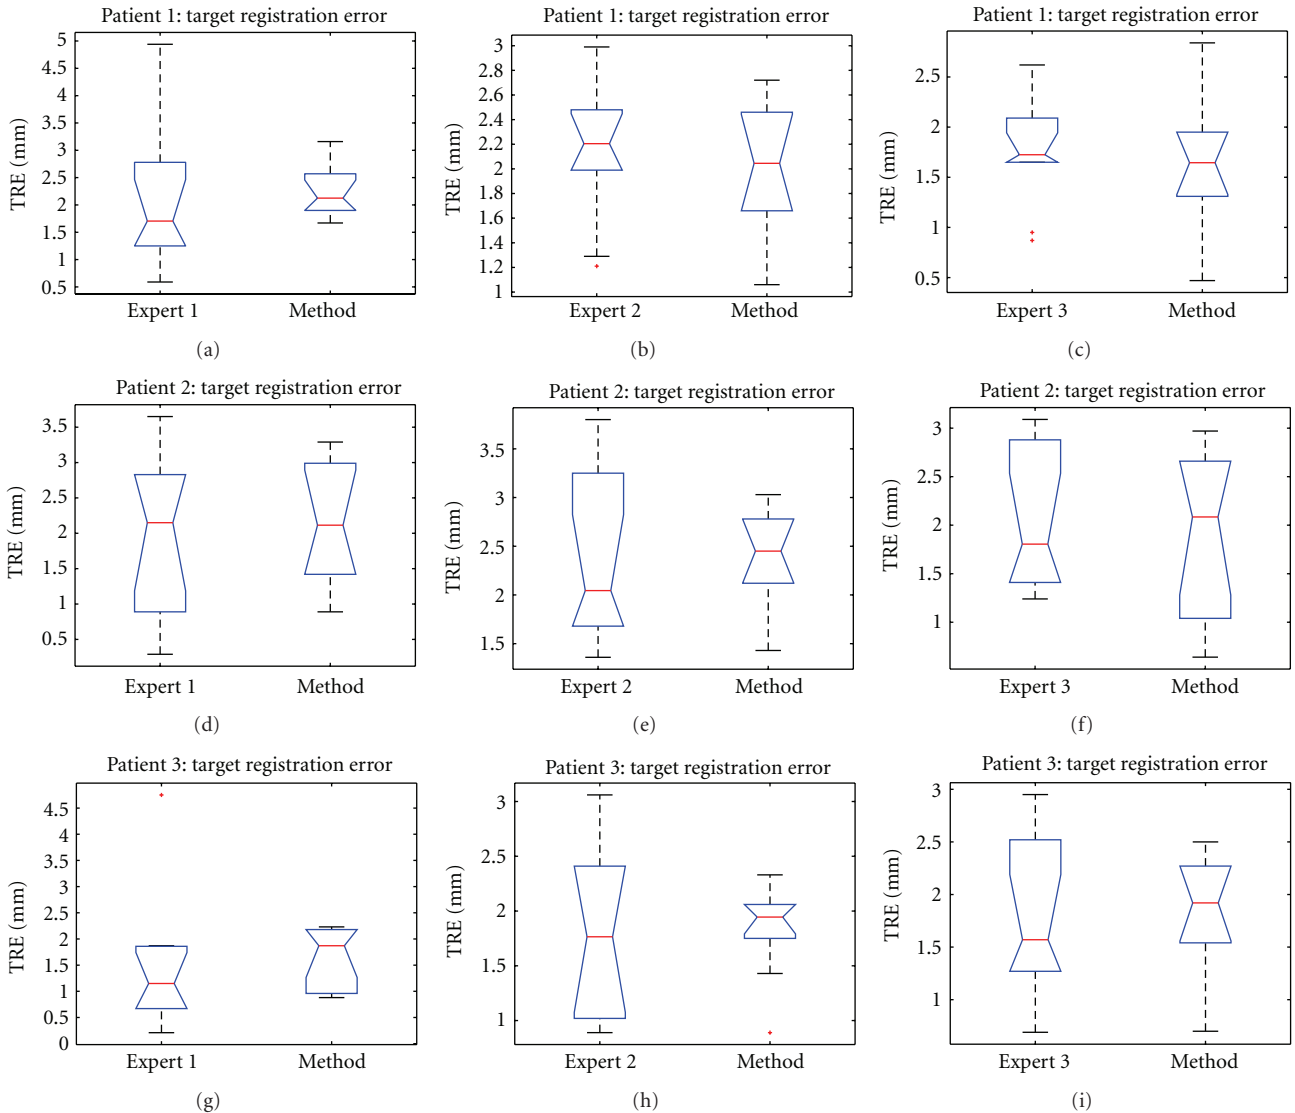 Patient 1: target registration error
5
4.5
4
3.5
3
2.5
2
1.5
1
0.5
TRE (mm)
Expert 1
Method
(a)
Patient 1: target registration error
3
2.8
2.6
2.4
2.2
2
1.8
1.6
1.4
1.2
1
TRE (mm)
Expert 2
Method
(b)
Patient 1: target registration error
2.5
2
1.5
1
0.5
TRE (mm)
Expert 3
Method
(c)
Patient 2: target registration error
3.5
3
2.5
2
1.5
1
0.5
TRE (mm)
Expert 1
Method
(d)
Patient 2: target registration error
3.5
3
2.5
2
1.5
TRE (mm)
Expert 2
Method
(e)
Patient 2: target registration error
3
2.5
2
1.5
1
TRE (mm)
Expert 3
Method
(f)
Patient 3: target registration error
4.5
4
3.5
3
2.5
2
1.5
1
0.5
0
TRE (mm)
Expert 1
Method
(g)
Patient 3: target registration error
3
2.5
2
1.5
1
TRE (mm)
Expert 2
Method
(h)
Patient 3: target registration error
3
2.5
2
1.5
1
TRE (mm)
Expert 3
Method
(i)